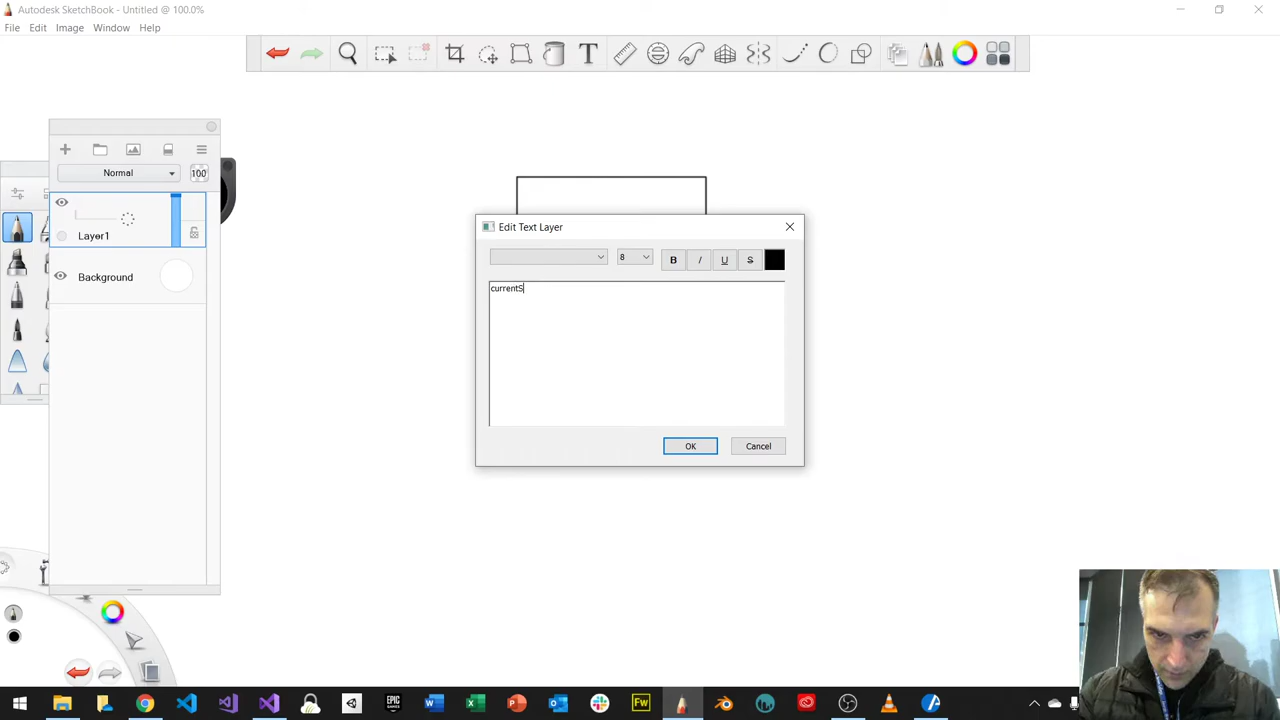 Autodesk SketchBook - Untitled @ 100.0%
File Edit Image Window Help
T
Normal 100
Layer1
Background
Edit Text Layer
8 B I U S
currentS
OK Cancel
W X P Fw